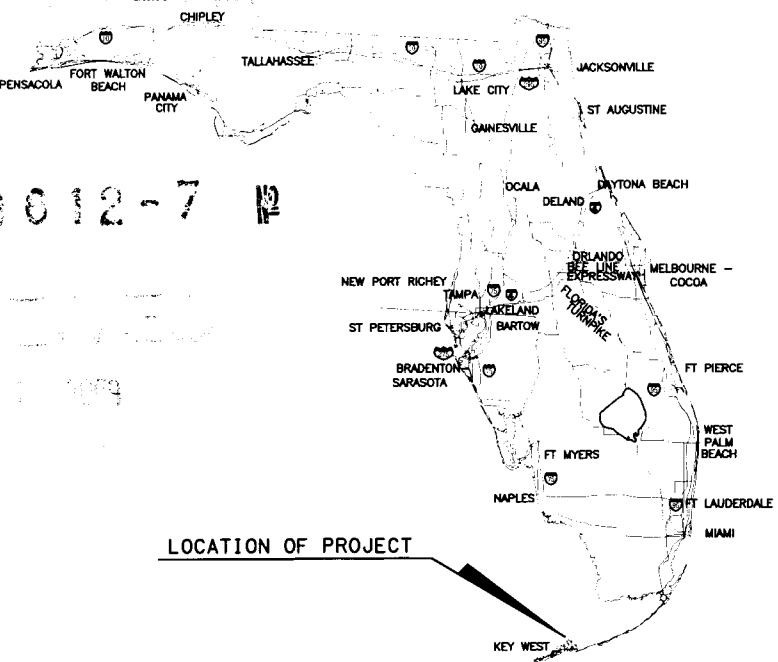 CHIPLEY
TALLAHASSEE
JACKSONVILLE
PENSACOLA
FORT WALTON
BEACH
PANAMA
CITY
LAKE CITY
ST AUGUSTINE
GAINESVILLE
612-7
OCALA
DAYTONA BEACH
DELAND
ORLANDO
BEE LINE
EXPRESSWAY
MELBOURNE -
COCOA
NEW PORT RICHEY
TAMPA
LAKELAND
FLORIDA'S
TURNPIKE
ST PETERSBURG
BARTOW
BRADENTON
SARASOTA
FT PIERCE
WEST
PALM
BEACH
FT MYERS
NAPLES
FT LAUDERDALE
MIAMI
LOCATION OF PROJECT
KEY WEST